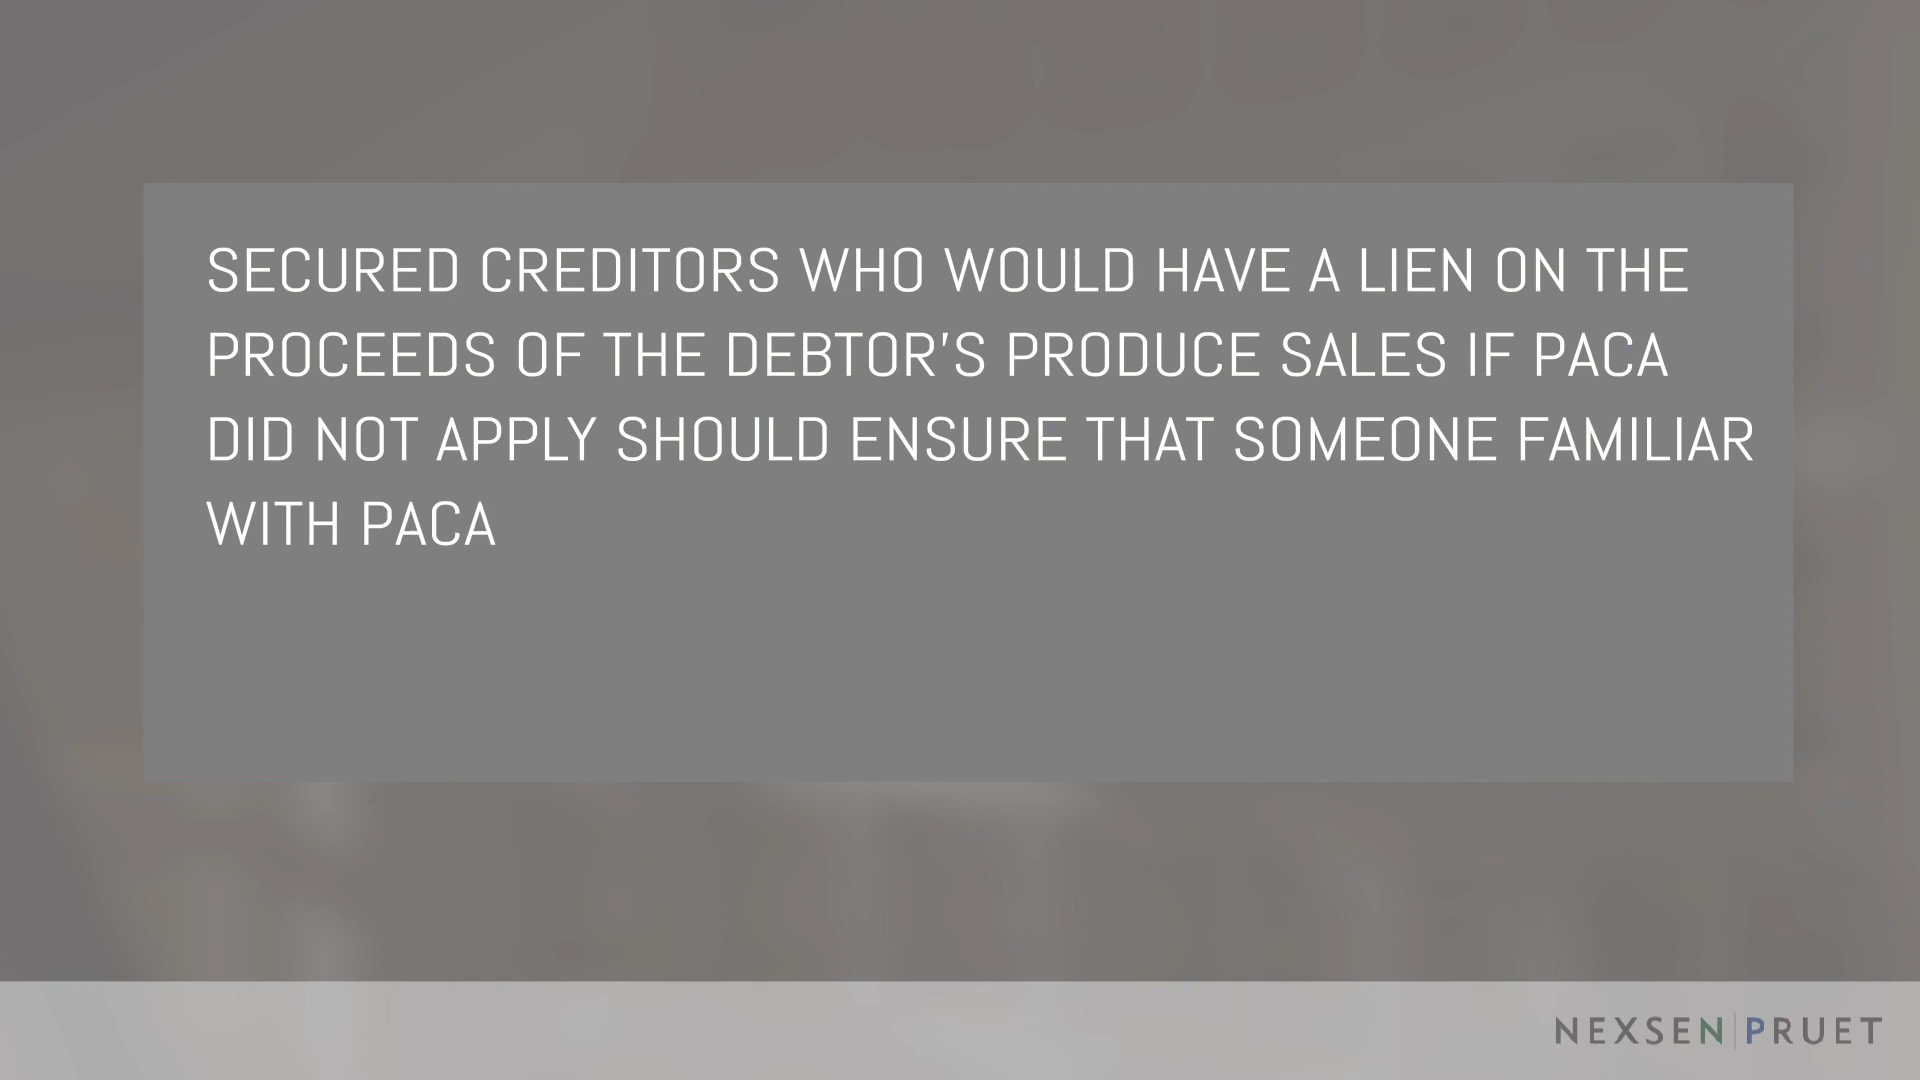 SECURED CREDITORS WHO WOULD HAVE A LIEN ON THE
PROCEEDS OF THE DEBTOR'S PRODUCE SALES IF PACA
DID NOT APPLY SHOULD ENSURE THAT SOMEONE FAMILIAR
WITH PACA
NEXSEN|PRUET